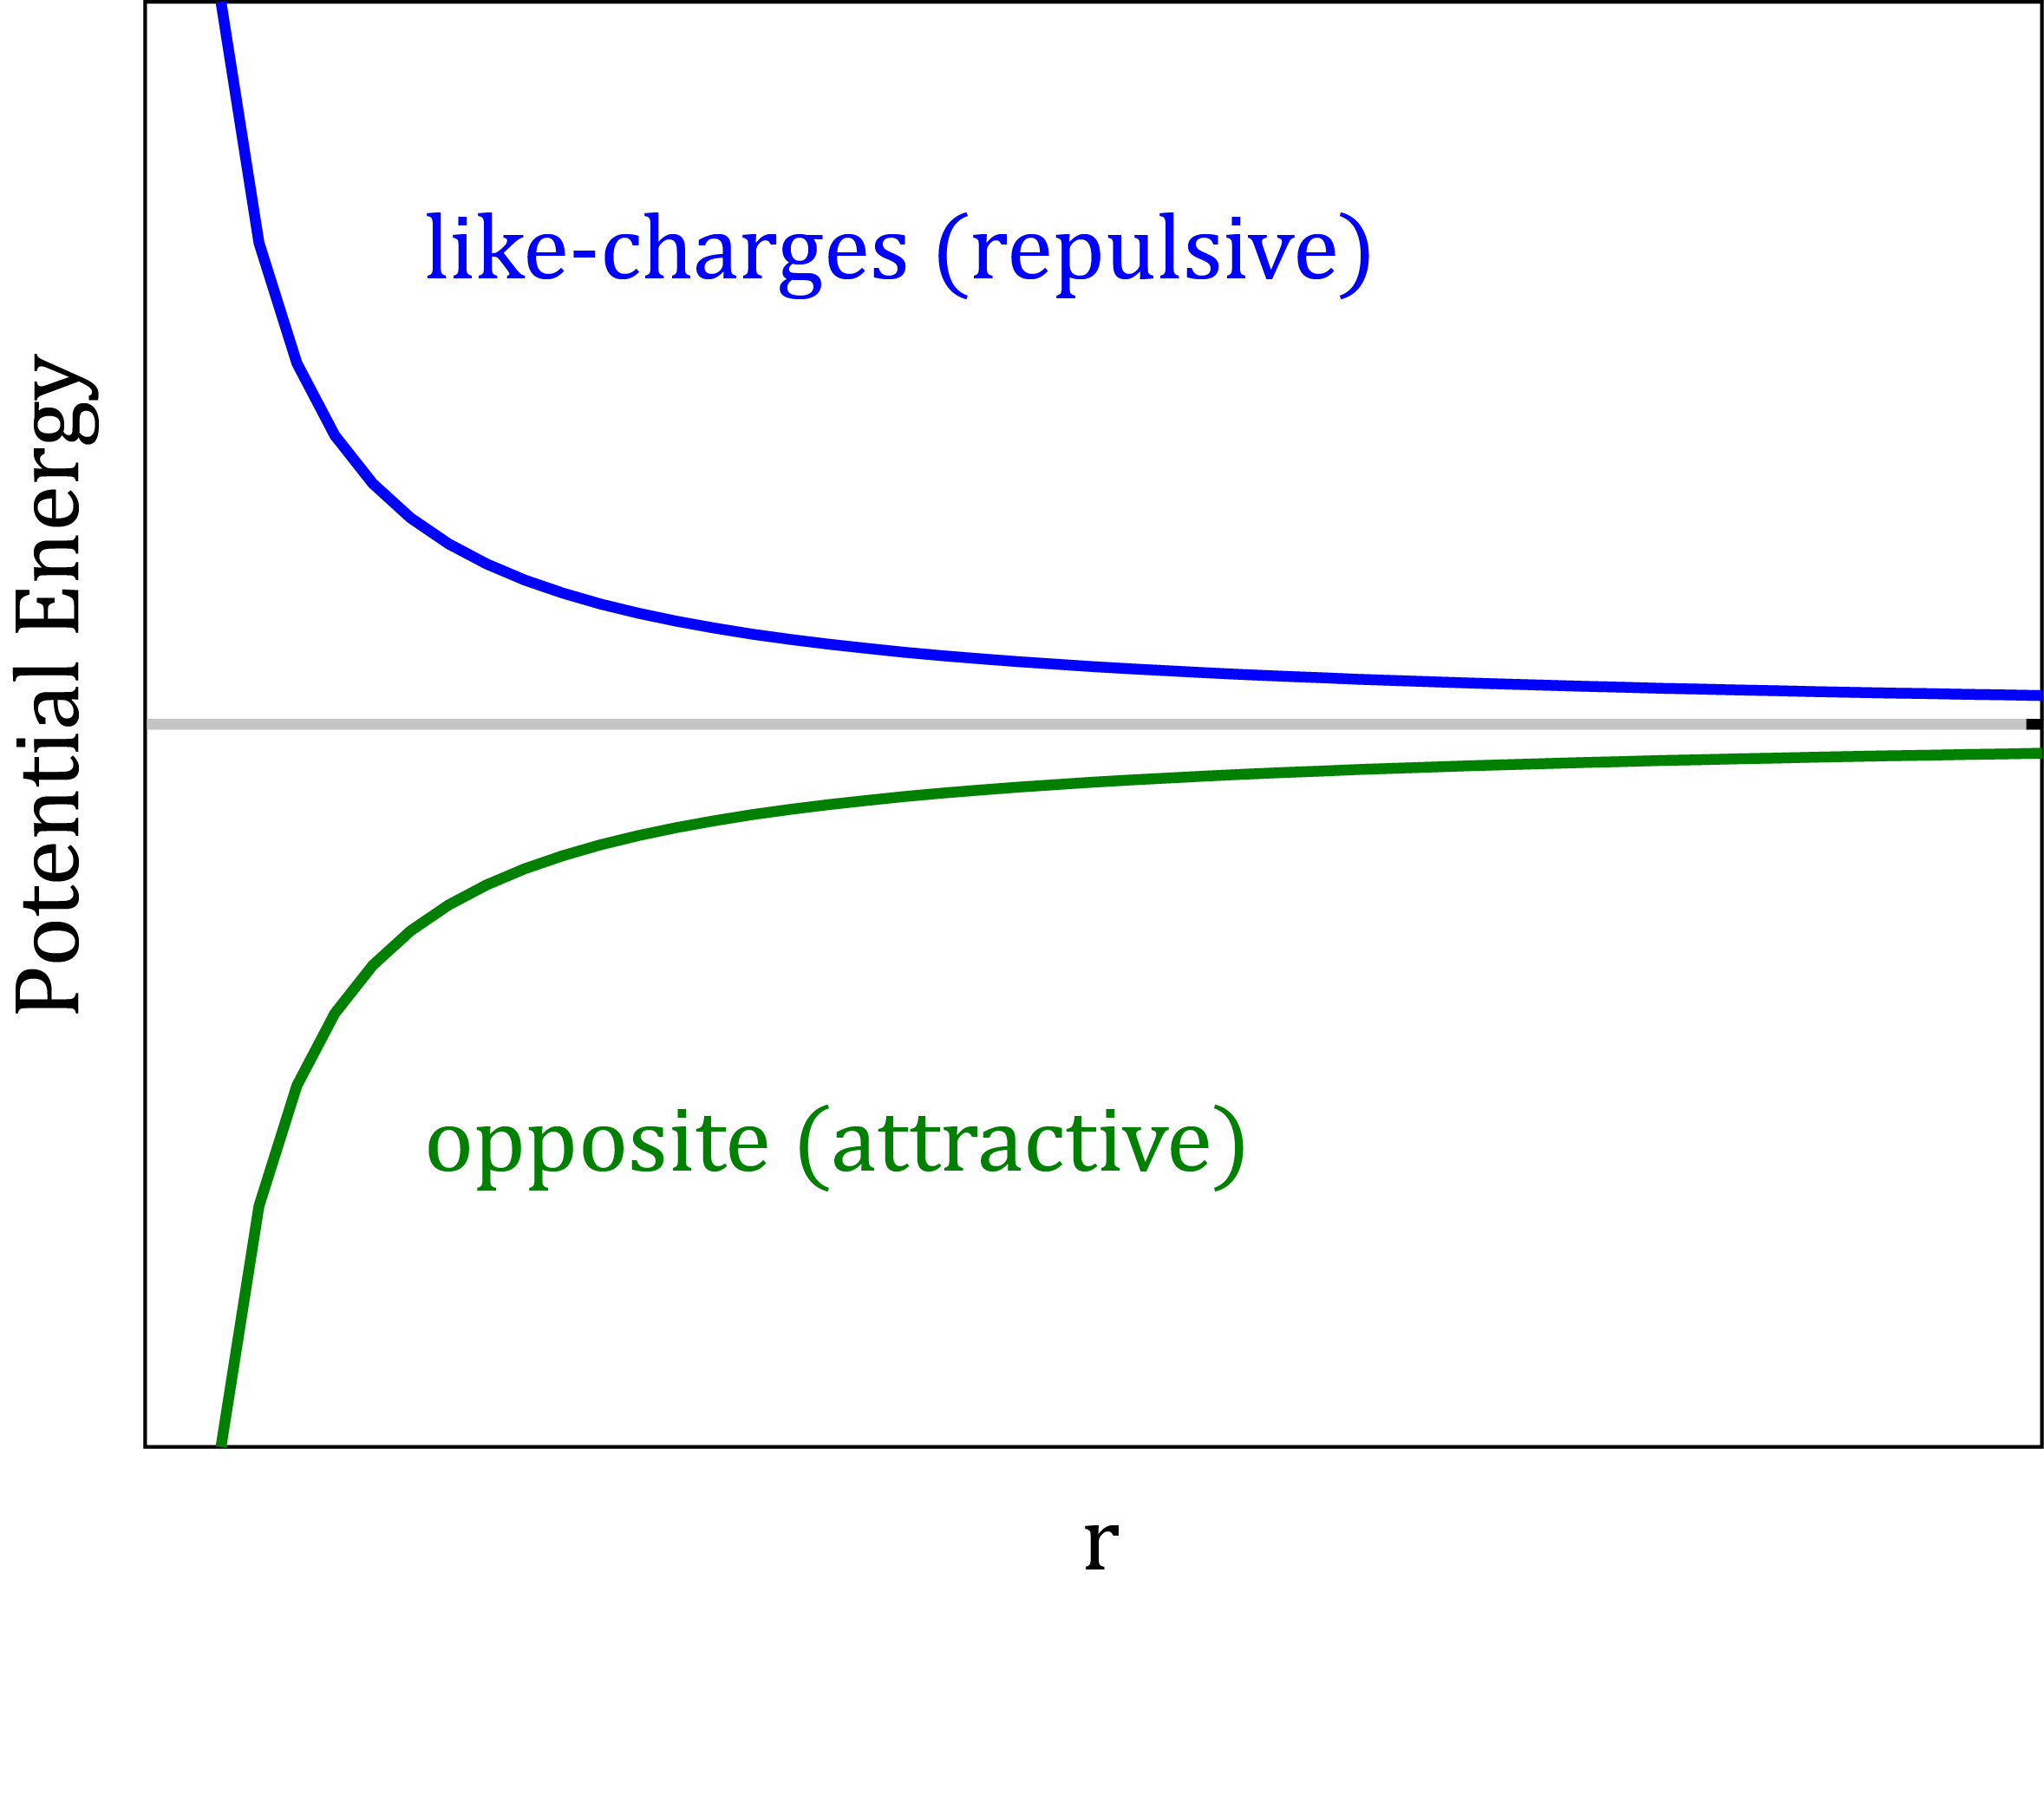 like-charges (repulsive)
Potential Energy
opposite (attractive)
r